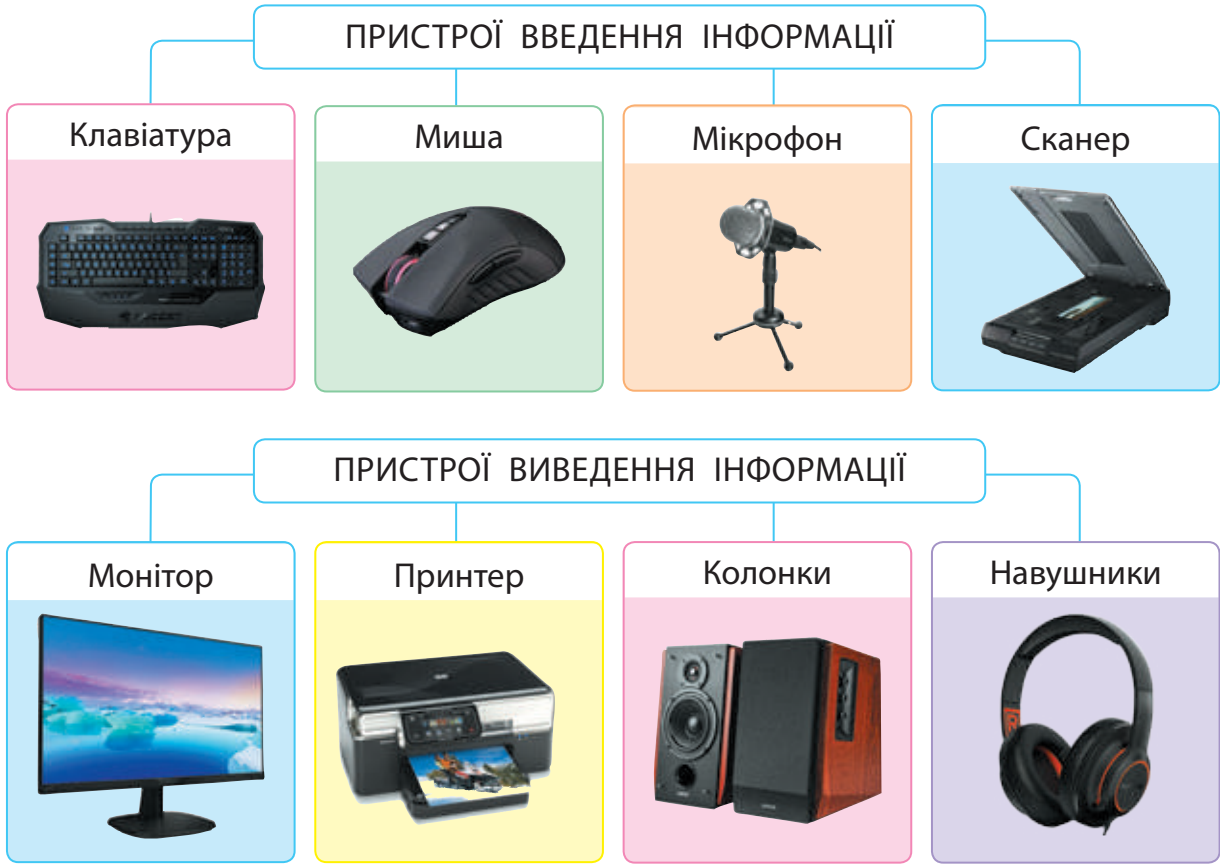 ПРИСТРОЇ ВВЕДЕННЯ ІНФОРМАЦІЇ
Клавіатура
Миша
Мікрофон
Сканер
ПРИСТРОЇ ВИВЕДЕННЯ ІНФОРМАЦІЇ
Монітор
Принтер
Колонки
Навушники